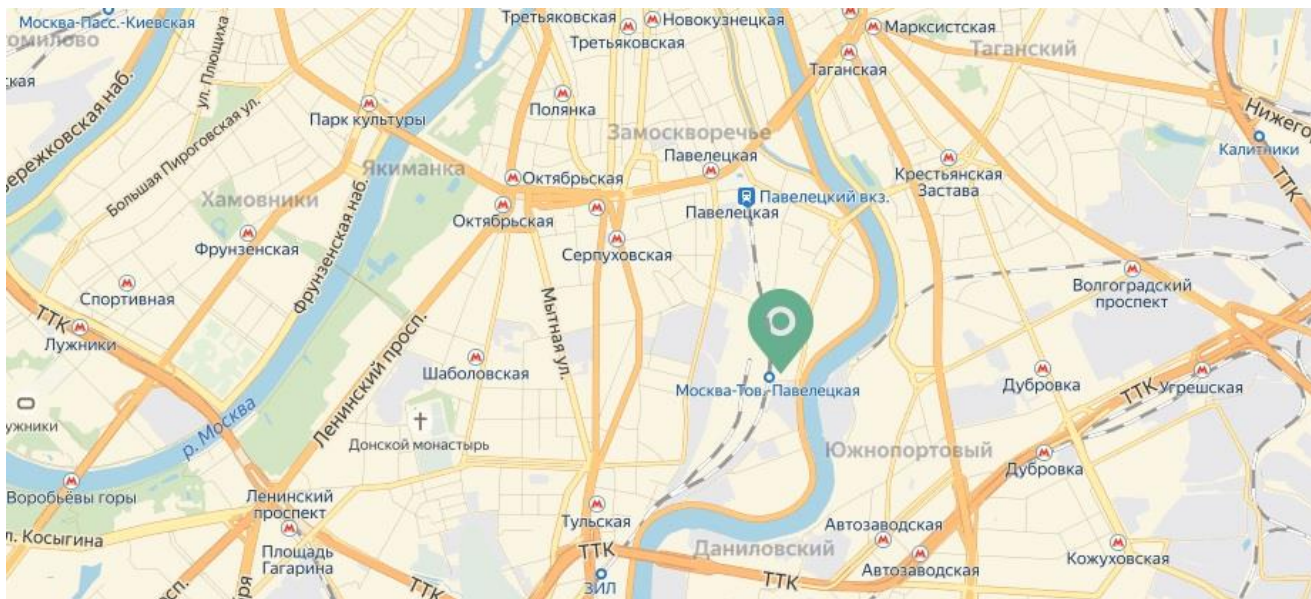 Москва-Пасс.-Киевская
Третьяковская
Новокузнецкая
Третьяковская
Марксистская
Таганский
Таганская
ул. Плющиха
Полянка
Бережковская наб.
Большая Пироговская ул.
Парк культуры
Замоскворечье
Нижегор
Калитники
Якиманка
Павелецкая
Крестьянская
Застава
ТТК
Хамовники
Октябрьская
Павелецкий вкз.
Павелецкая
Октябрьская
Фрунзенская
Фрунзенская наб.
Серпуховская
Волгоградский
проспект
Спортивная
ТТК
Лужники
Мытная ул.
Ленинский просп.
Шаболовская
Москва-Тов.-Павелецкая
Дубровка
ТТК
Угрешская
ужники
р. Москва
Донской монастырь
Южнопортовый
Дубровка
Воробьёвы горы
Ленинский
проспект
Тульская
Автозаводская
л. Косыгина
Площадь
Гагарина
ТТК
Даниловский
Автозаводская
Кожуховская
ТТК
ЗИЛ
ТТК